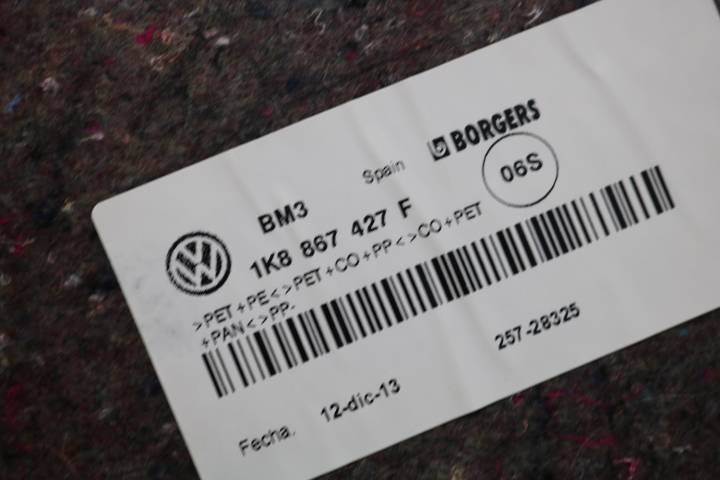 BORGERS
Spain
06S
BM3
1K8 867 427 F
>PET+PE<>PET+CO+PP<>CO+PET
+PAN<>PP-
257-28325
Fecha. 12-dic-13